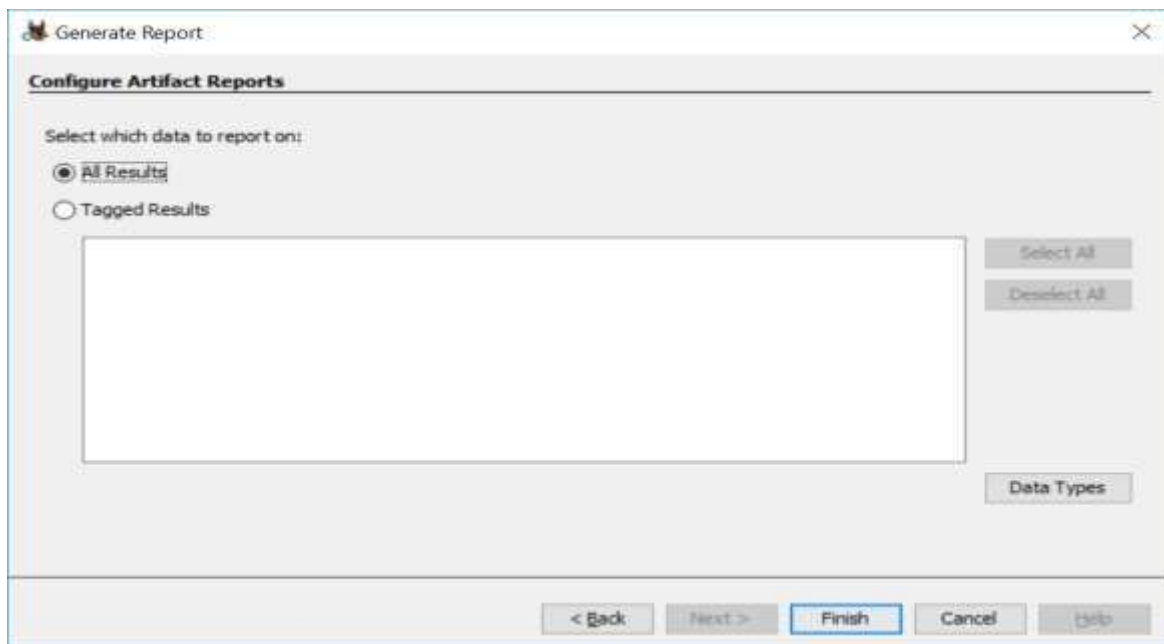 Generate Report
Configure Artifact Reports
Select which data to report on:
All Results
Tagged Results
Select All
Deselect All
Data Types
< Back Next > Finish Cancel Help